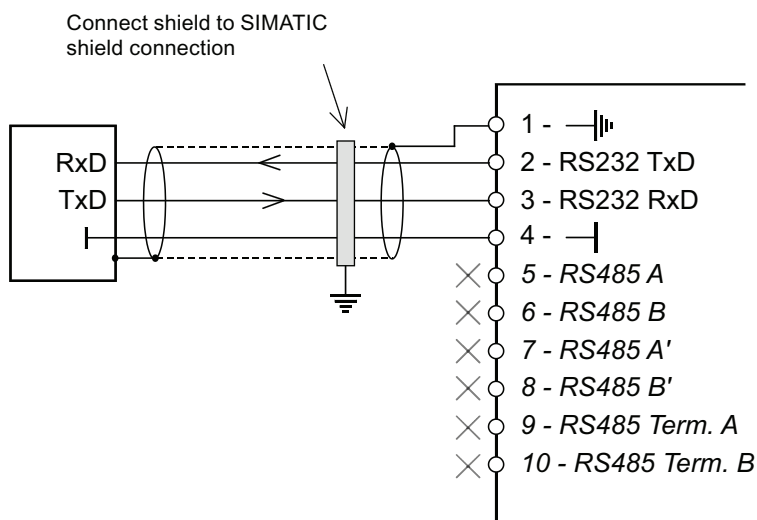 Connect shield to SIMATIC
shield connection
RxD
TxD
1 -
2 - RS232 TxD
3 - RS232 RxD
4 -
5 - RS485 A
6 - RS485 B
7 - RS485 A'
8 - RS485 B'
9 - RS485 Term. A
10 - RS485 Term. B